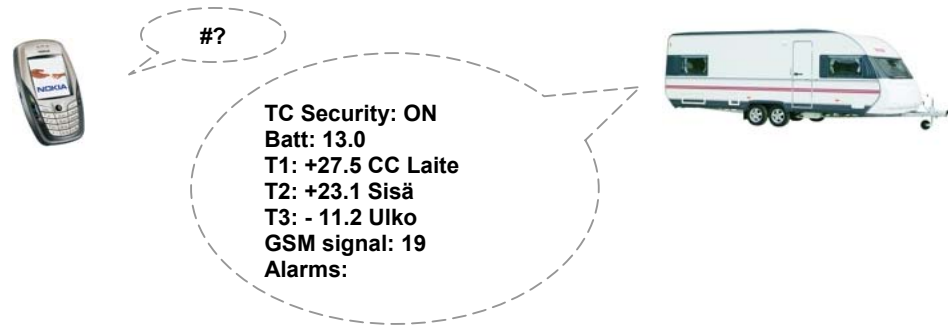 #?
NOKIA
TC Security: ON
Batt: 13.0
T1: +27.5 CC Laite
T2: +23.1 Sisä
T3: - 11.2 Ulko
GSM signal: 19
Alarms: